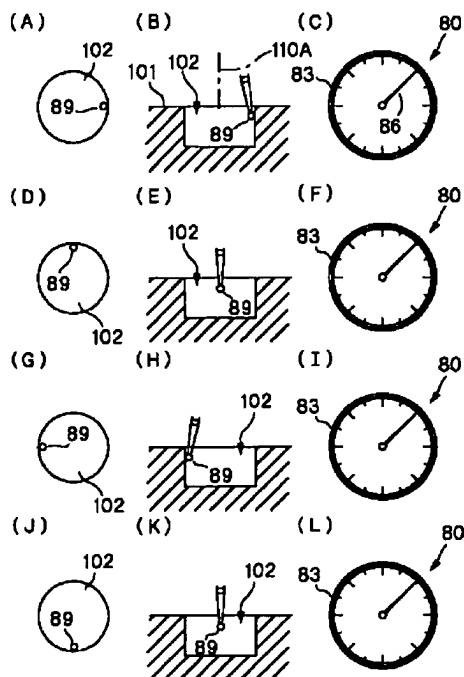 (A) (B) (C)
102 101 102 110A 83 80
89 89 86
(D) (E) (F)
102 83 80
89 89
102
(G) (H) (I)
102 83 80
89 89
102
(J) (K) (L)
102 102 83 80
89 89